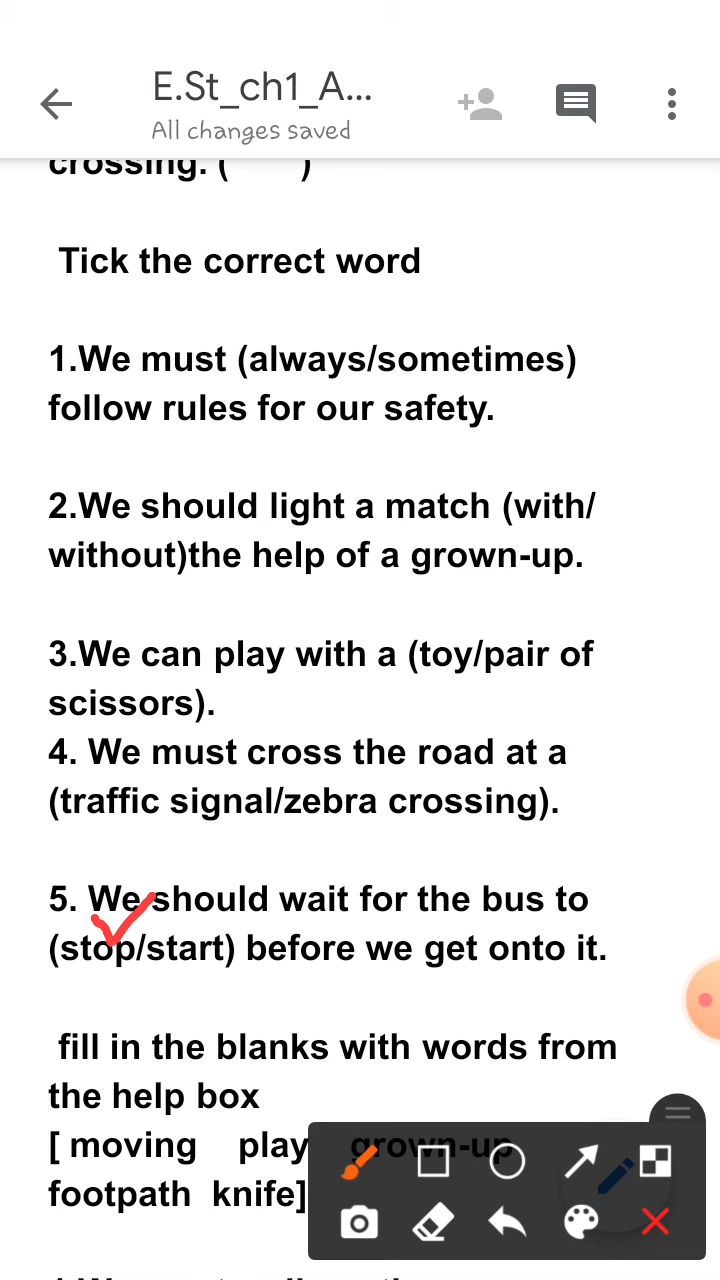 E.St_ch1_A...
All changes saved
crossing. ( )
Tick the correct word
1.We must (always/sometimes)
follow rules for our safety.
2.We should light a match (with/
without)the help of a grown-up.
3.We can play with a (toy/pair of
scissors).
4. We must cross the road at a
(traffic signal/zebra crossing).
5. We should wait for the bus to
(stop/start) before we get onto it.
fill in the blanks with words from
the help box
[ moving play grown-up
footpath knife]